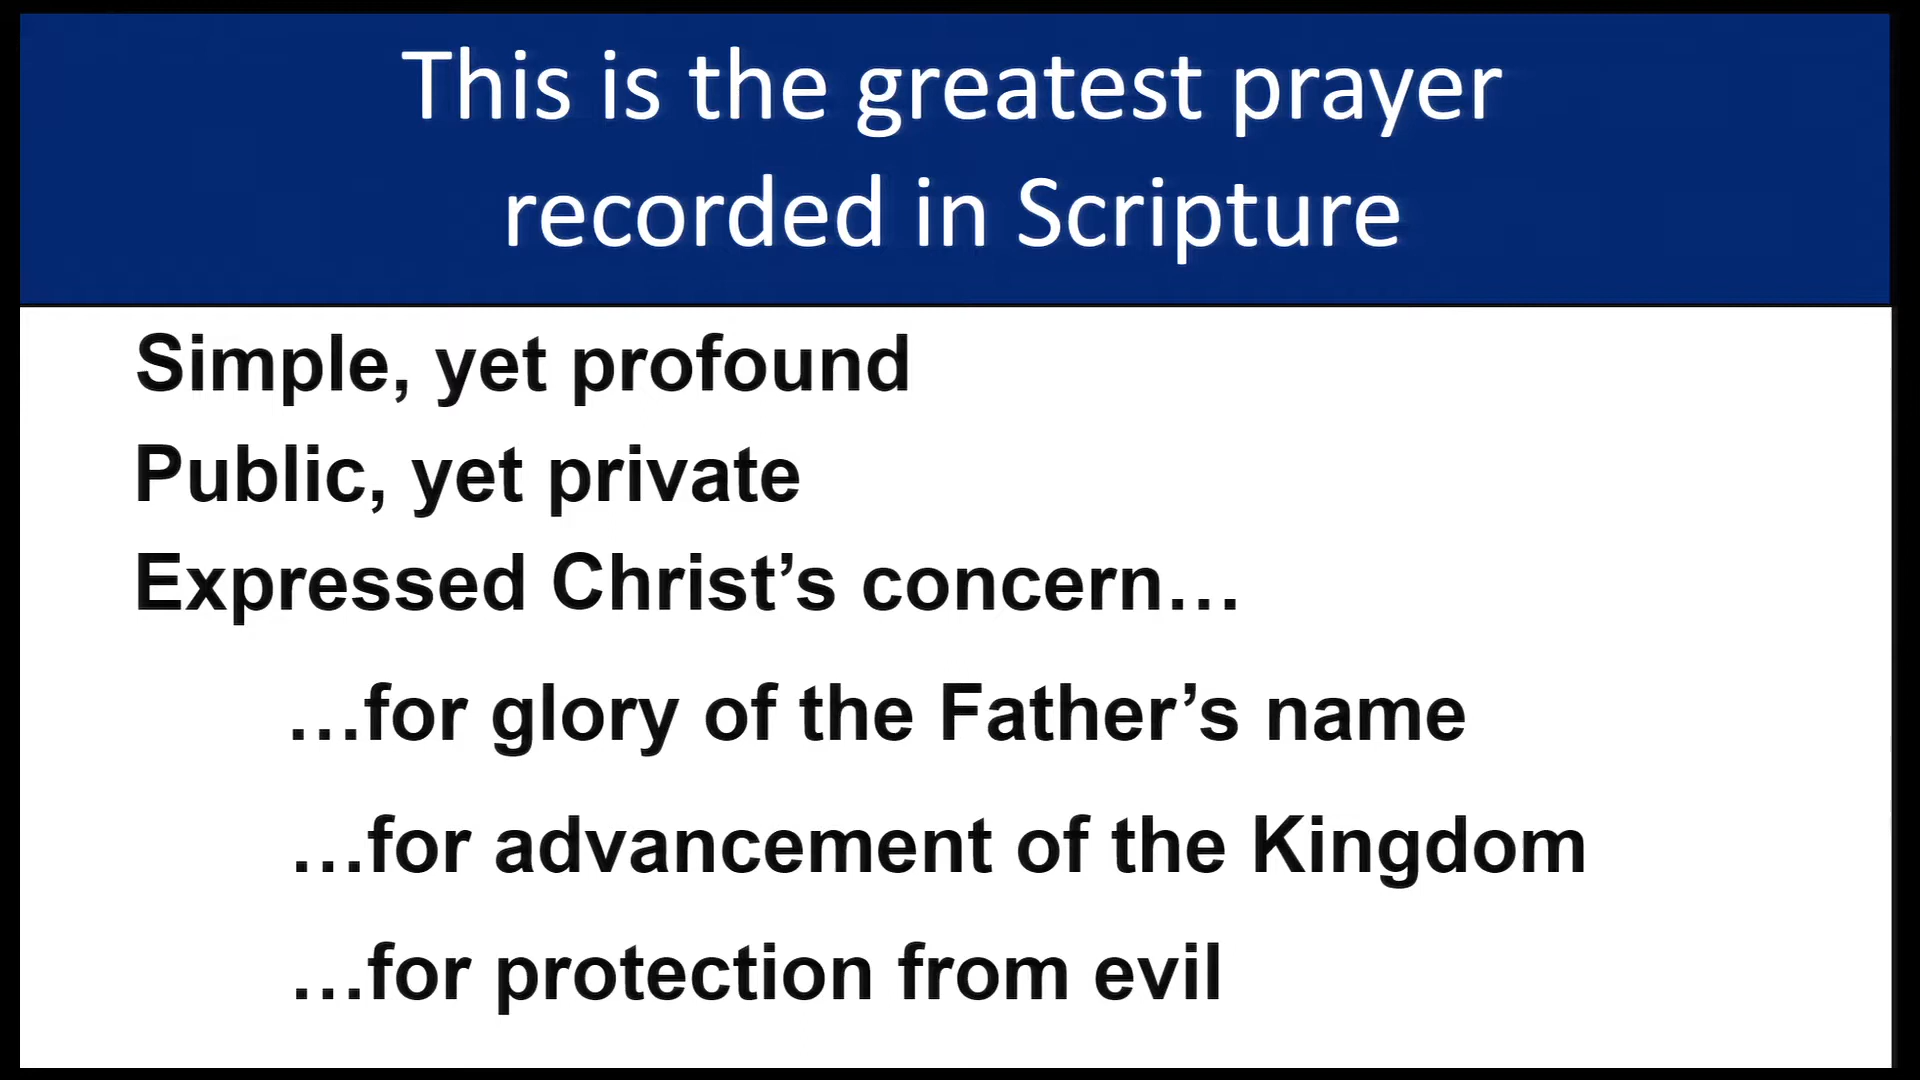 This is the greatest prayer
recorded in Scripture
Simple, yet profound
Public, yet private
Expressed Christ’s concern…
…for glory of the Father’s name
…for advancement of the Kingdom
…for protection from evil